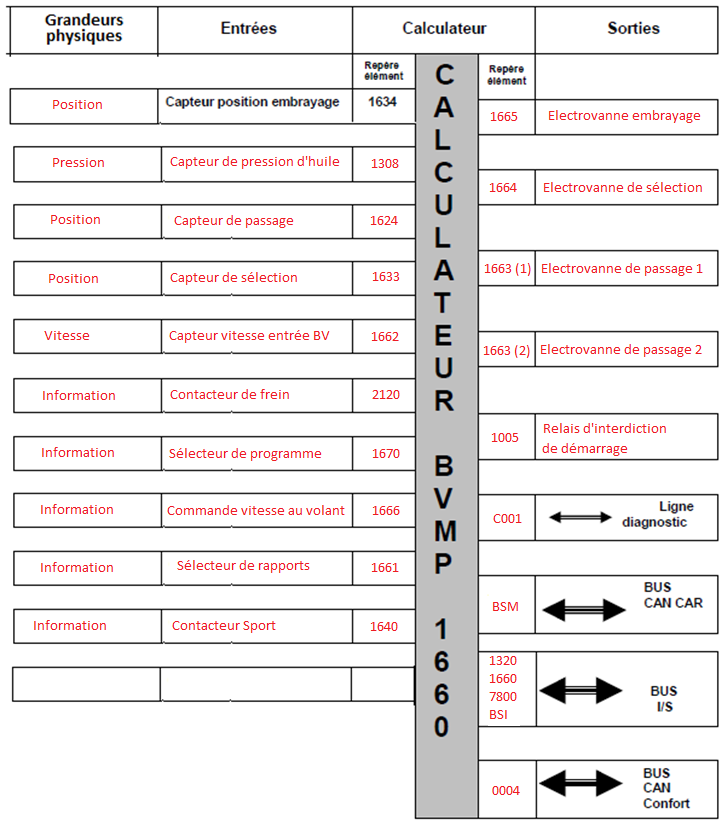 Grandeurs physiques
Entrées
Calculateur
Sorties
Repère élément
CALCULATEUR BVMP 1660
Repère élément
Position
Capteur position embrayage
1634
1665
Electrovanne embrayage
Pression
Capteur de pression d'huile
1308
1664
Electrovanne de sélection
Position
Capteur de passage
1624
Position
Capteur de sélection
1633
1663 (1)
Electrovanne de passage 1
Vitesse
Capteur vitesse entrée BV
1662
1663 (2)
Electrovanne de passage 2
Information
Contacteur de frein
2120
1005
Relais d'interdiction
de démarrage
Information
Sélecteur de programme
1670
Information
Commande vitesse au volant
1666
C001
Ligne
diagnostic
Information
Sélecteur de rapports
1661
BSM
BUS
CAN CAR
Information
Contacteur Sport
1640
1320
1660
7800
BSI
BUS
I/S
0004
BUS
CAN
Confort